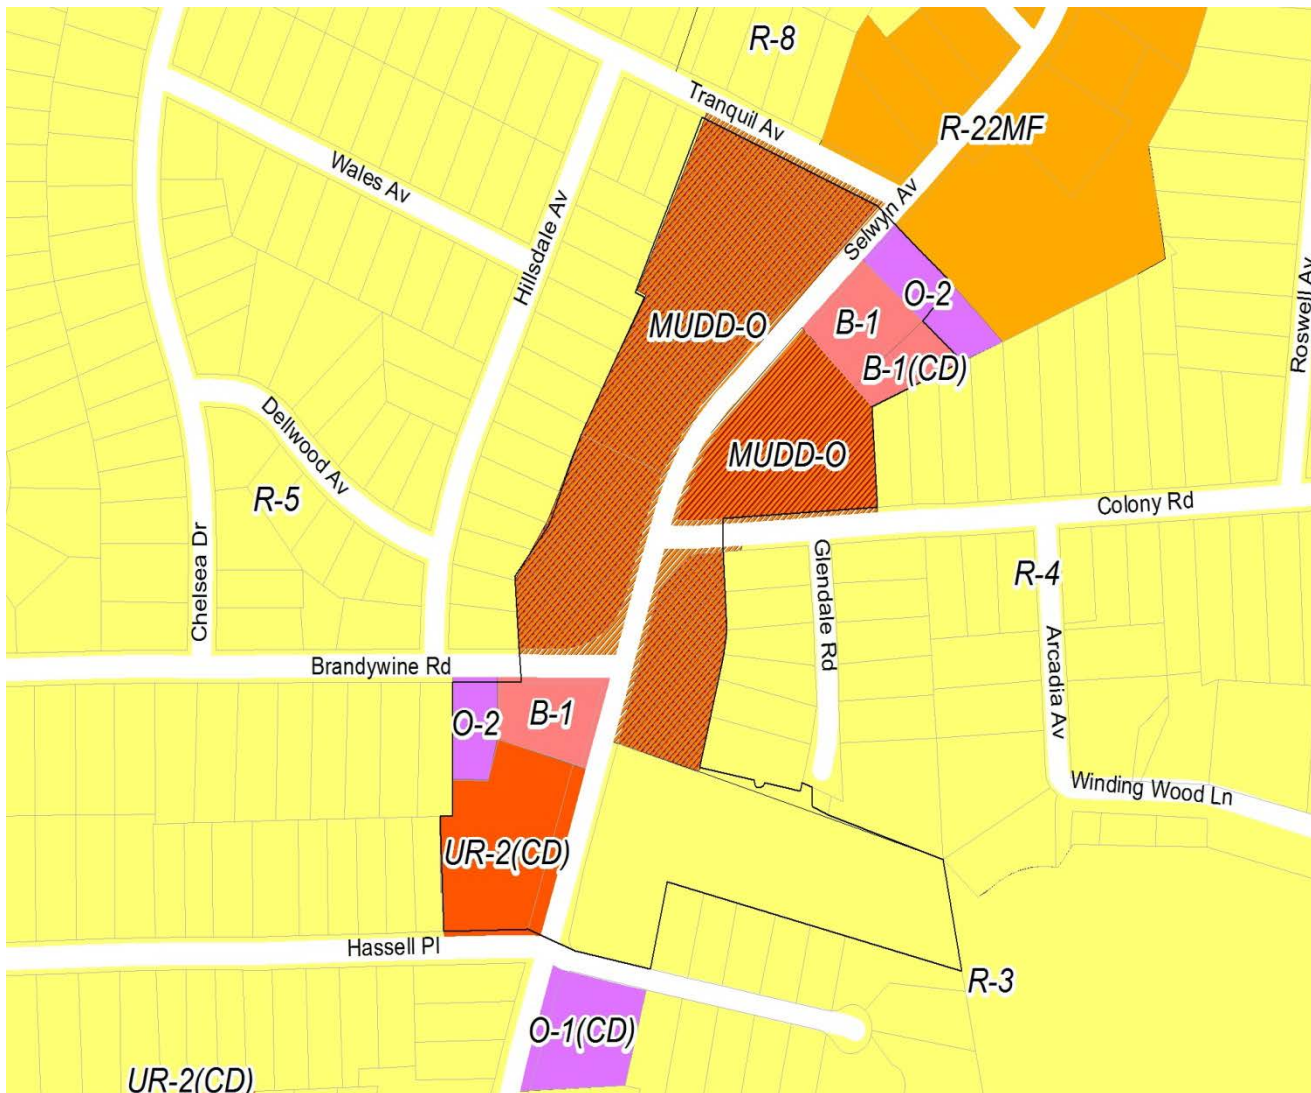 R-8
Tranquil Av
R-22MF
Wales Av
Hillsdale Av
Selwyn Av
Roswell Av
O-2
MUDD-O
B-1
B-1(CD)
Dellwood Av
MUDD-O
R-5
Colony Rd
Chelsea Dr
Glendale Rd
R-4
Arcadia Av
Brandywine Rd
O-2
B-1
Winding Wood Ln
UR-2(CD)
Hassell Pl
R-3
O-1(CD)
UR-2(CD)